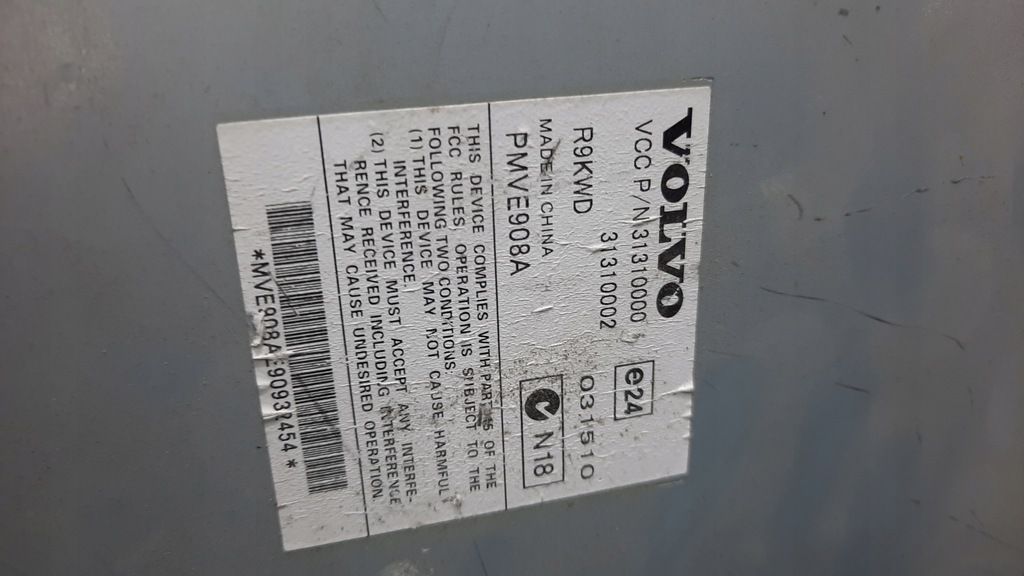 VOLVO
VCC P/N31310000
e24
R9KWD 31310002 031510
MADE IN CHINA
PMVE908A
N18
THIS DEVICE COMPLIES WITH PART 15 OF THE
FCC RULES, OPERATION IS SUBJECT TO THE
FOLLOWING TWO CONDITIONS.
(1) THIS DEVICE MAY NOT CAUSE HARMFUL
INTERFERENCE,
(2) THIS DEVICE MUST ACCEPT ANY INTERFE-
RENCE RECEIVED INCLUDING INTERFERENCE
THAT MAY CAUSE UNDESIRED OPERATION.